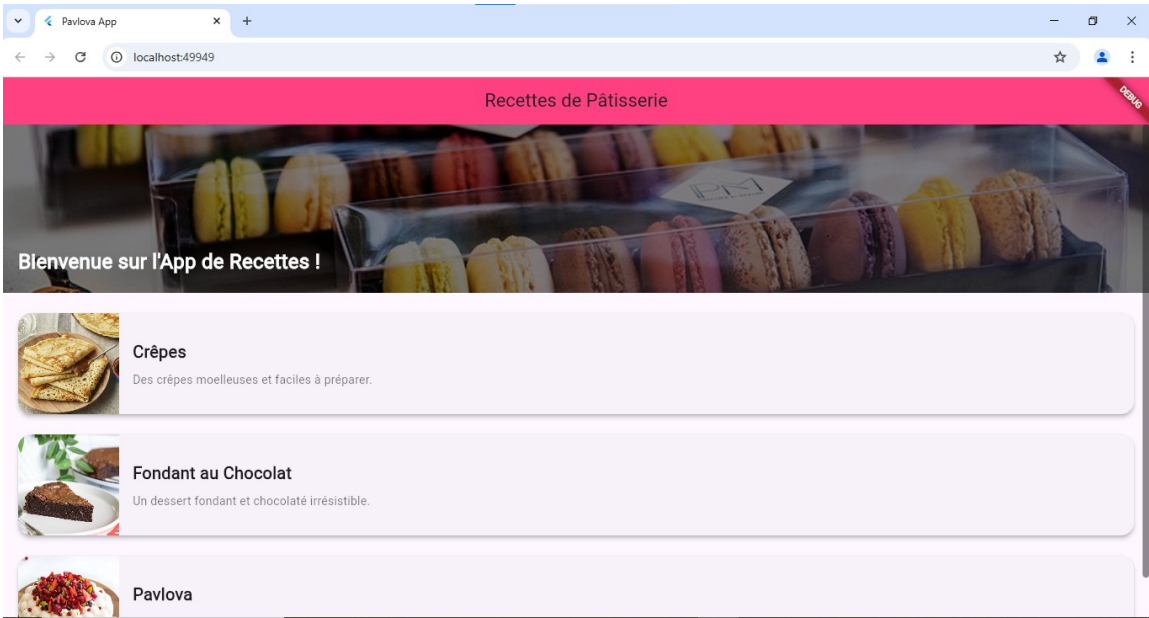 Pavlova App
localhost:49949
Recettes de Pâtisserie
DEBUG
PM
Bienvenue sur l'App de Recettes !
Crêpes
Des crêpes moelleuses et faciles à préparer.
Fondant au Chocolat
Un dessert fondant et chocolaté irrésistible.
Pavlova